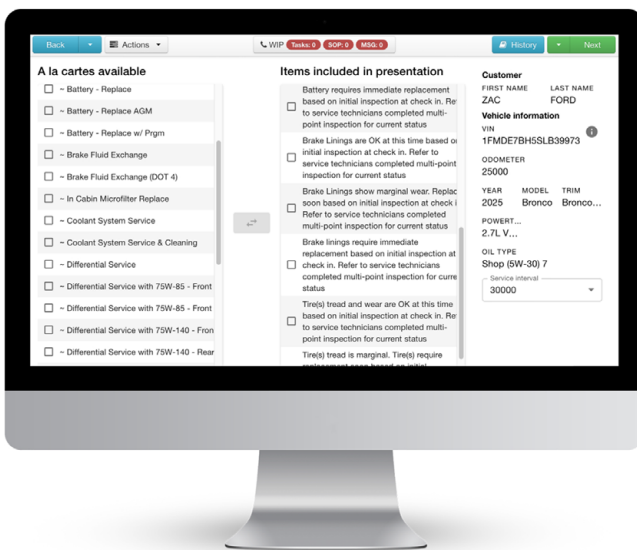 Back
Actions
WIP
Tasks: 0
SOP: 0
MSG: 0
History
Next
A la cartes available
~ Battery - Replace
~ Battery - Replace AGM
~ Battery - Replace w/ Prgm
~ Brake Fluid Exchange
~ Brake Fluid Exchange (DOT 4)
~ In Cabin Microfilter Replace
~ Coolant System Service
~ Coolant System Service & Cleaning
~ Differential Service
~ Differential Service with 75W-85 - Front
~ Differential Service with 75W-85 - Front
~ Differential Service with 75W-140 - Fron
~ Differential Service with 75W-140 - Rear
Items included in presentation
Battery requires immediate replacement
based on initial inspection at check in. Re
to service technicians completed multi-
point inspection for current status
Brake Linings are OK at this time based o
initial inspection at check in. Refer to
service technicians completed multi-point
inspection for current status
Brake Linings show marginal wear. Replac
soon based on initial inspection at check i
Refer to service technicians completed
multi-point inspection for current status
Brake linings require immediate
replacement based on initial inspection at
check in. Refer to service technicians
completed multi-point inspection for curre
status
Tire(s) tread and wear are OK at this time
based on initial inspection at check in. Re
to service technicians completed multi-
point inspection for current status
Tire(s) tread is marginal. Tire(s) require
replacement soon based on initial
Customer
FIRST NAME LAST NAME
ZAC FORD
Vehicle information
VIN
1FMDE7BH5SLB39973
ODOMETER
25000
YEAR MODEL TRIM
2025 Bronco Bronco...
POWERT...
2.7L V...
OIL TYPE
Shop (5W-30) 7
Service interval
30000